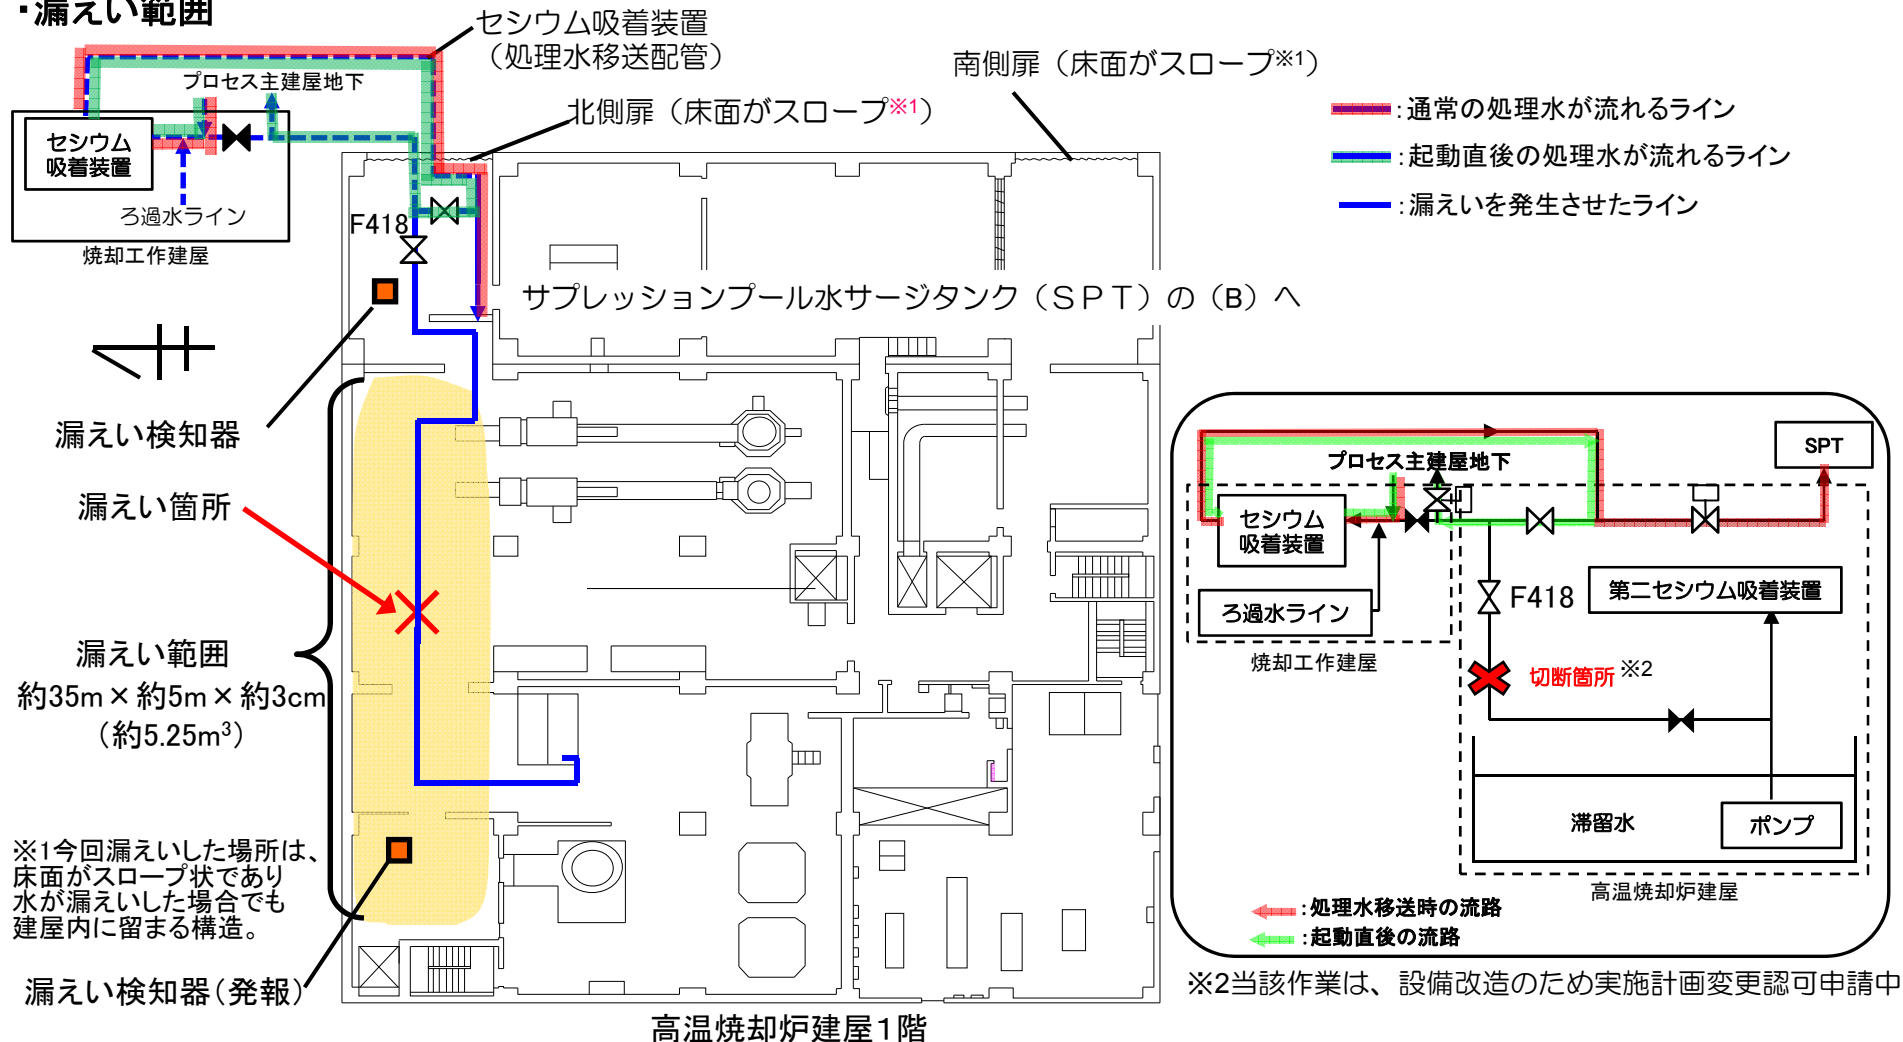 ・漏えい範囲
セシウム吸着装置
（処理水移送配管）
南側扉（床面がスロープ※1）
プロセス主建屋地下
北側扉（床面がスロープ※1）
：通常の処理水が流れるライン
セシウム
吸着装置
：起動直後の処理水が流れるライン
ろ過水ライン
F418
：漏えいを発生させたライン
焼却工作建屋
サプレッションプール水サージタンク（ＳＰＴ）の（B）へ
漏えい検知器
漏えい箇所
漏えい範囲
約35m×約5m×約3cm
（約5.25m3）
※1今回漏えいした場所は、
床面がスロープ状であり
水が漏えいした場合でも
建屋内に留まる構造。
漏えい検知器（発報）
高温焼却炉建屋１階
SPT
プロセス主建屋地下
セシウム
吸着装置
ろ過水ライン
F418
第二セシウム吸着装置
焼却工作建屋
切断箇所 ※2
滞留水
ポンプ
高温焼却炉建屋
：処理水移送時の流路
：起動直後の流路
※2当該作業は、設備改造のため実施計画変更認可申請中